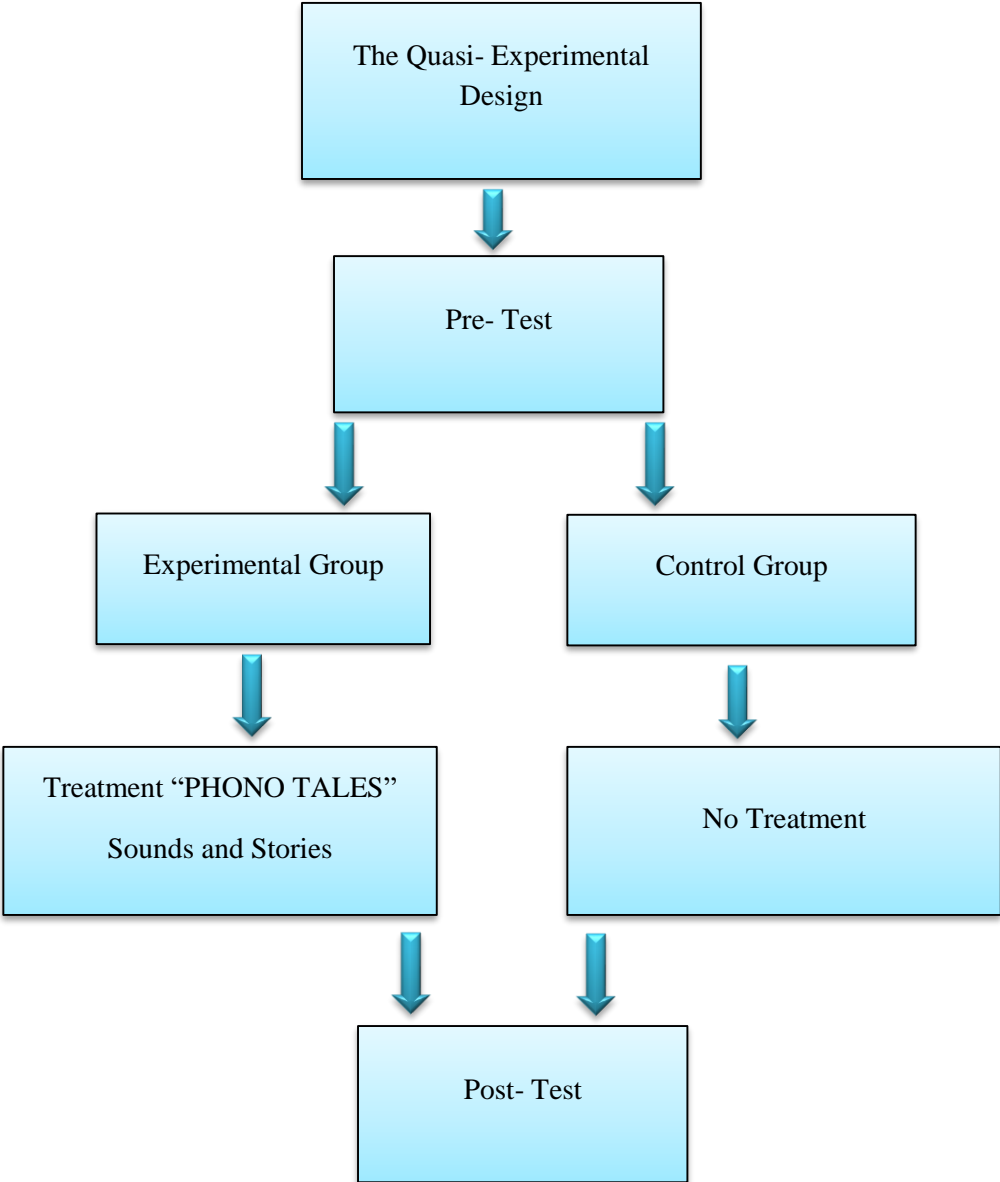 The Quasi- Experimental
Design
Pre- Test
Experimental Group
Control Group
Treatment “PHONO TALES”
Sounds and Stories
No Treatment
Post- Test